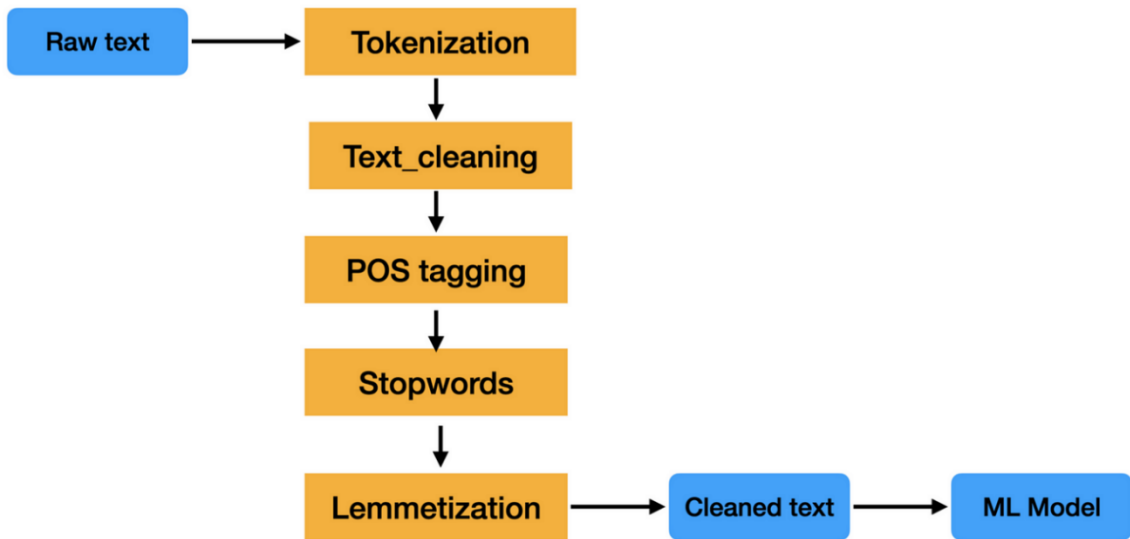 Raw text
Tokenization
Text_cleaning
POS tagging
Stopwords
Lemmetization
Cleaned text
ML Model